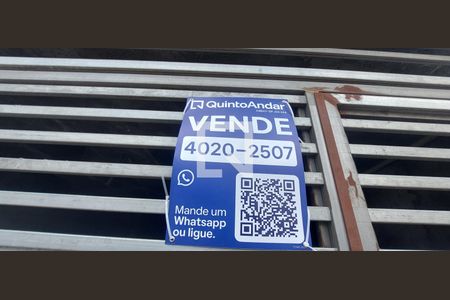 QuintoAndar
VENDE
4020-2507
Mande um
Whatsapp
ou ligue.